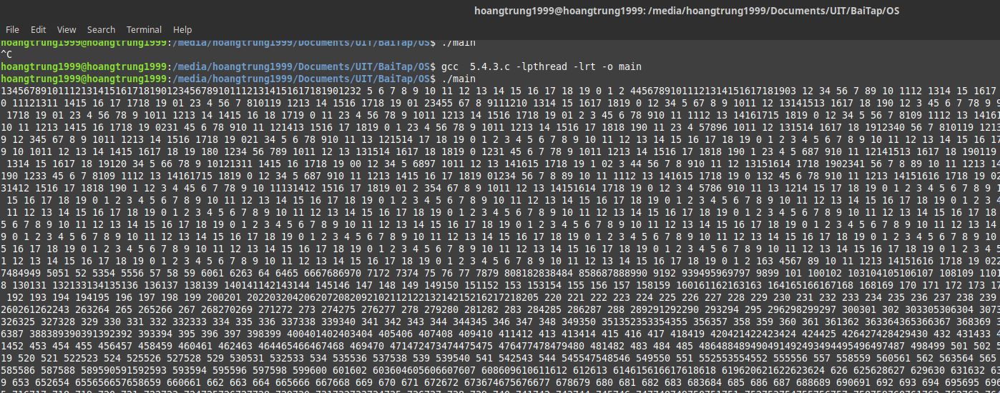 hoangtrung1999@hoangtrung1999: /media/hoangtrung1999/Documents/UIT/BaiTap/OS
File Edit View Search Terminal Help
hoangtrung1999@hoangtrung1999:/media/hoangtrung1999/Documents/UIT/BaiTap/OS$ ./main
^C
hoangtrung1999@hoangtrung1999:/media/hoangtrung1999/Documents/UIT/BaiTap/OS$ gcc  5.4.3.c -lpthread -lrt -o main
hoangtrung1999@hoangtrung1999:/media/hoangtrung1999/Documents/UIT/BaiTap/OS$ ./main
134567891011121314151617181901234567891011121314151617181901232 5 6 7 8 9 10 11 12 13 14 15 16 17 18 19 0 1 2 44567891011121314151617181903 12 34 56 7 89 10 1112 1314 15 1617
0 11121311 1415 16 17 1718 19 01 23 4 56 7 810119 1213 14 1516 1718 19 01 23455 67 8 9111210 1314 15 1617 1819 0 12 34 5 67 8 9 1011 12 13141513 1617 18 190 12 3 45 6 7 78 9 9
1718 19 01 23 4 56 78 9 1011 1213 14 1415 16 18 1719 0 11 23 4 56 78 9 1011 1213 14 1516 1718 19 01 2 3 45 6 78 910 11 1112 13 14161715 1819 0 12 34 5 56 7 8109 1112 13 14161
10 11 1213 1415 16 1718 19 0231 45 6 78 910 11 121413 1516 17 1819 0 1 23 4 56 78 9 1011 1213 14 1516 17 1818 190 11 23 4 57896 1011 12 131514 1617 18 1912340 56 7 810119 1213
9 12 345 67 8 9 1011 1213 14 1516 1718 19 021 34 5 6 78 910 11 13 121514 17 18 19 0 1 2 3 4 5 6 7 8 9 10 11 12 13 14 15 16 17 18 19 0 1 2 3 4 5 6 7 8 9 10 11 12 13 14 15 16 17
9 10 1011 12 13 14 1415 1617 18 19 180 1234 56 789 1011 12 13 131514 1617 18 1819 0 1231 45 6 7 78 9 1011 1213 14 1516 17 1818 190 1 23 4 5 687 910 11 12141513 1617 18 190119
1314 15 1617 18 19120 34 5 66 78 9 10121311 1415 16 1718 19 00 12 34 5 6897 1011 12 13 141615 1718 19 1 02 3 44 56 7 8 910 11 12 13151614 1718 1902341 56 7 8 89 10 11 1213 14
190 1233 45 6 7 8109 1112 13 14161715 1819 0 12 34 5 687 910 11 1213 1415 16 17 1819 01234 56 7 8 89 10 11 1112 13 141615 1718 19 0 132 45 6 78 910 11 1213 14151616 1718 19 02
31412 1516 17 1818 190 1 12 3 4 45 6 7 78 9 10 11131412 1516 17 1819 01 2 354 67 8 9 1011 12 13 14151614 1718 19 0 12 3 4 5786 910 11 13 1214 15 17 18 19 0 1 2 3 4 5 6 7 8 9 1
15 16 17 18 19 0 1 2 3 4 5 6 7 8 9 10 11 12 13 14 15 16 17 18 19 0 1 2 3 4 5 6 7 8 9 10 11 12 13 14 15 16 17 18 19 0 1 2 3 4 5 6 7 8 9 10 11 12 13 14 15 16 17 18 19 0 1 2 3 4
11 12 13 14 15 16 17 18 19 0 1 2 3 4 5 6 7 8 9 10 11 12 13 14 15 16 17 18 19 0 1 2 3 4 5 6 7 8 9 10 11 12 13 14 15 16 17 18 19 0 1 2 3 4 5 6 7 8 9 10 11 12 13 14 15 16 17 18
5 6 7 8 9 10 11 12 13 14 15 16 17 18 19 0 1 2 3 4 5 6 7 8 9 10 11 12 13 14 15 16 17 18 19 0 1 2 3 4 5 6 7 8 9 10 11 12 13 14 15 16 17 18 19 0 1 2 3 4 5 6 7 8 9 10 11 12 13 14
9 0 1 2 3 4 5 6 7 8 9 10 11 12 13 14 15 16 17 18 19 0 1 2 3 4 5 6 7 8 9 10 11 12 13 14 15 16 17 18 19 0 1 2 3 4 5 6 7 8 9 10 11 12 13 14 15 16 17 18 19 0 1 2 3 4 5 6 7 8 9 10
5 16 17 18 19 0 1 2 3 4 5 6 7 8 9 10 11 12 13 14 15 16 17 18 19 0 1 2 3 4 5 6 7 8 9 10 11 12 13 14 15 16 17 18 19 0 1 2 3 4 5 6 7 8 9 10 11 12 13 14 15 16 17 18 19 0 1 2 3 4 5
1 12 13 14 15 16 17 18 19 0 1 2 3 4 5 6 7 8 9 10 11 12 13 14 15 16 17 18 19 0 1 2 3 4 5 6 7 8 9 10 11 12 13 14 15 16 17 18 19 0 1 2 163 4567 89 10 11 1213 14151616 1718 19 022
7484949 5051 52 5354 5556 57 58 59 6061 6263 64 6465 6667686970 7172 7374 75 76 77 7879 808182838484 858687888990 9192 939495969797 9899 101 100102 103104105106107 108109 1101
8 130131 132133134135136 136137 138139 140141142143144 145146 147 148 149 149150 151152 153 153154 155 156 157 158159 160161162163163 164165166167168 168169 170 171 172 173 17
192 193 194 194195 196 197 198 199 200201 202203204206207208209210211212213214215216217218205 220 221 222 223 224 225 226 227 228 229 230 231 232 233 234 235 236 237 238 239
260261262243 263264 265 265266 267 268270269 271272 273 274275 276277 278 279280 281282 283 284285 286287 288 289291292290 293294 295 296298299297 300301 302 303305306304 3073
326325 327328 329 330 331 332 332333 334 335 336 337338 339340 341 342 343 344 344345 346 347 348 349350 351352353354355 356357 358 359 360 361 361362 363364365366367 368369 3
6387 388389390391392392 393394 395 396 397 398399 400401402403404 405406 407408 409410 411412 413 413414 415 416 417 418419 420421422423424 424425 426427428429430 432 431433
1452 453 454 455 456457 458459 460461 462463 464465466467468 469470 471472473474475475 476477478479480 481482 483 484 485 486488489490491492493494495496497487 498499 501 502 5
19 520 521 522523 524 525526 527528 529 530531 532533 534 535536 537538 539 539540 541 542543 544 545547548546 549550 551 552553554552 555556 557 558559 560561 562 563564 565
585586 587588 589590591592593 593594 595596 597598 599600 601602 603604605606607607 608609610611612 612613 614615616617618618 619620621622623624 626 625628627 629630 631632 63
9 653 652654 655656657658659 660661 662 663 664 665 666 667668 669 670 671 672672 673674675676677 678679 680 681 682 683 683684 685 686 687 688689 690691 692 693 694 695695 69